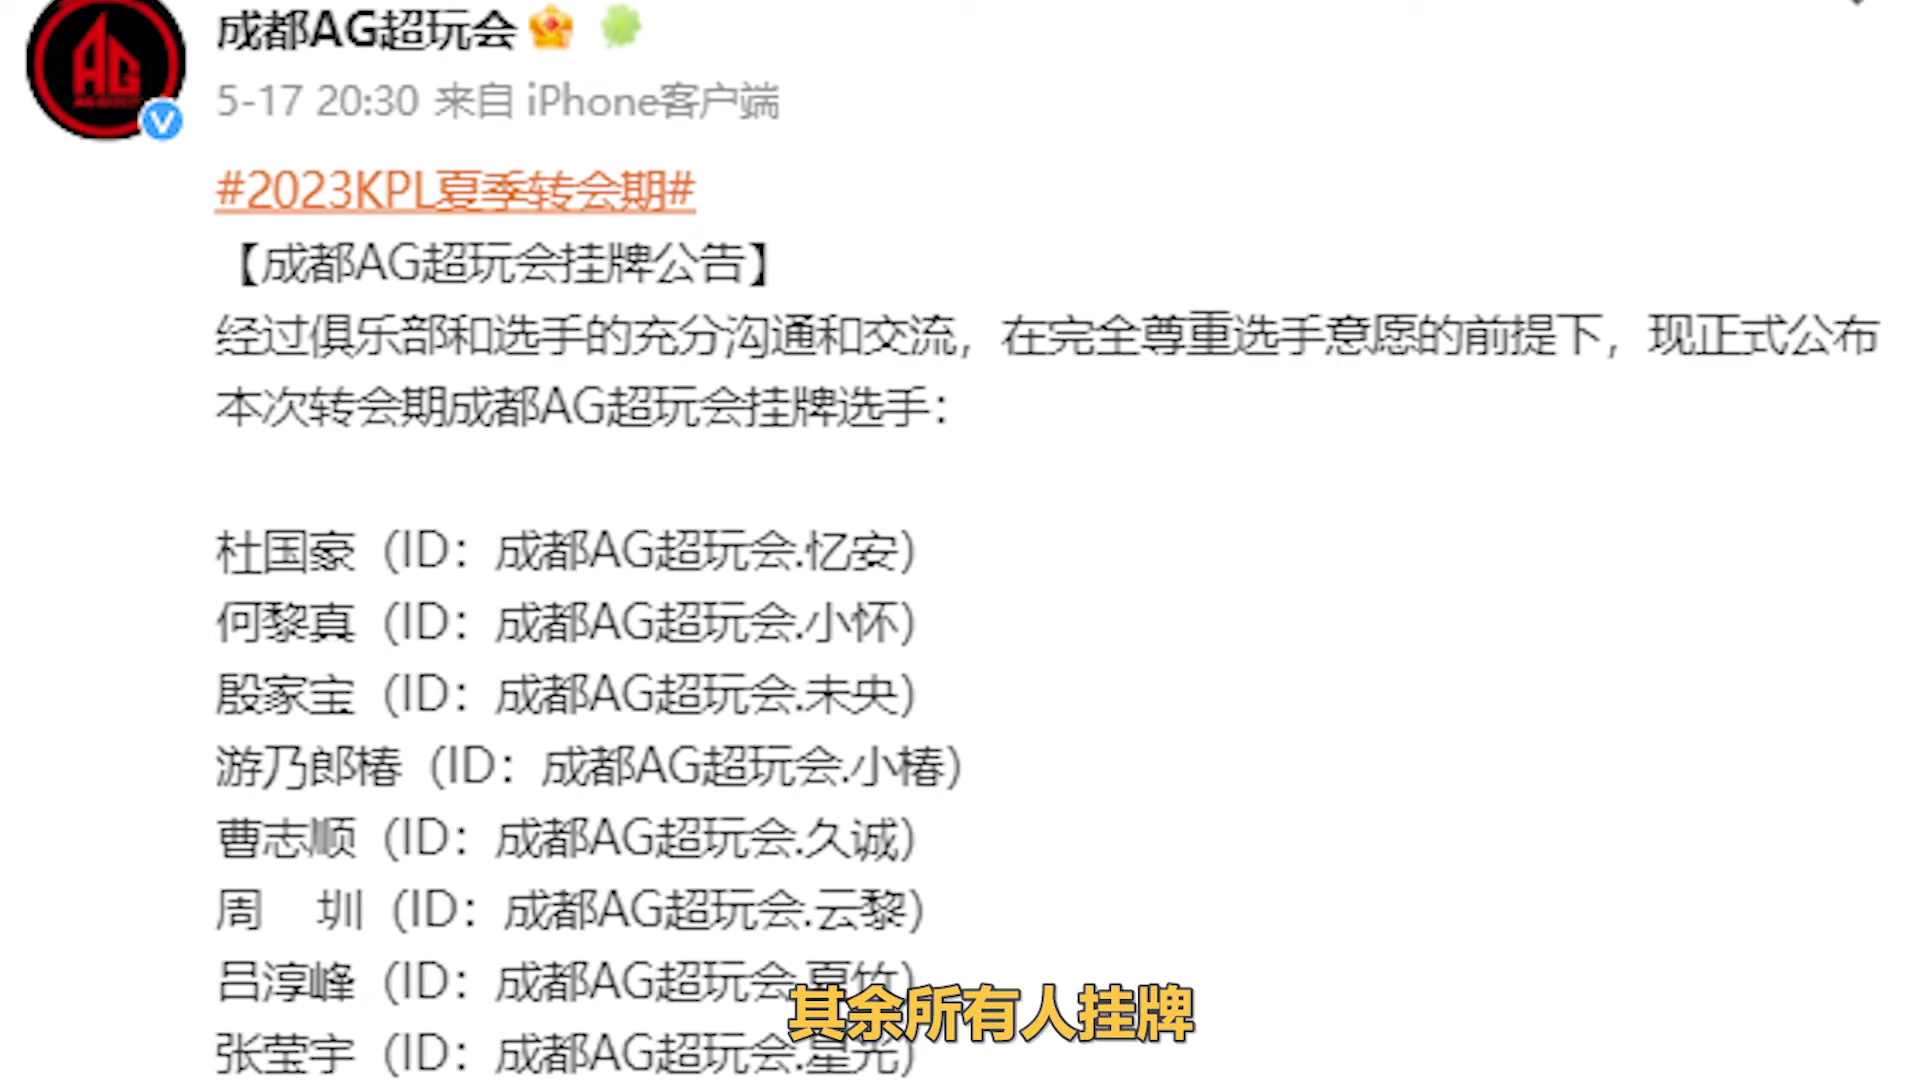 成都AG超玩会
5-17 20:30 来自 iPhone客户端
#2023KPL夏季转会期#
【成都AG超玩会挂牌公告】
经过俱乐部和选手的充分沟通和交流，在完全尊重选手意愿的前提下，现正式公布
本次转会期成都AG超玩会挂牌选手：
杜国豪（ID：成都AG超玩会.忆安）
何黎真（ID：成都AG超玩会.小怀）
殷家宝（ID：成都AG超玩会.未央）
游乃郎椿（ID：成都AG超玩会.小椿）
曹志顺（ID：成都AG超玩会.久诚）
周 圳（ID：成都AG超玩会.云黎）
吕淳峰（ID：成都AG超玩会.夏竹）
张莹宇（ID：成都AG超玩会.星光）
其余所有人挂牌